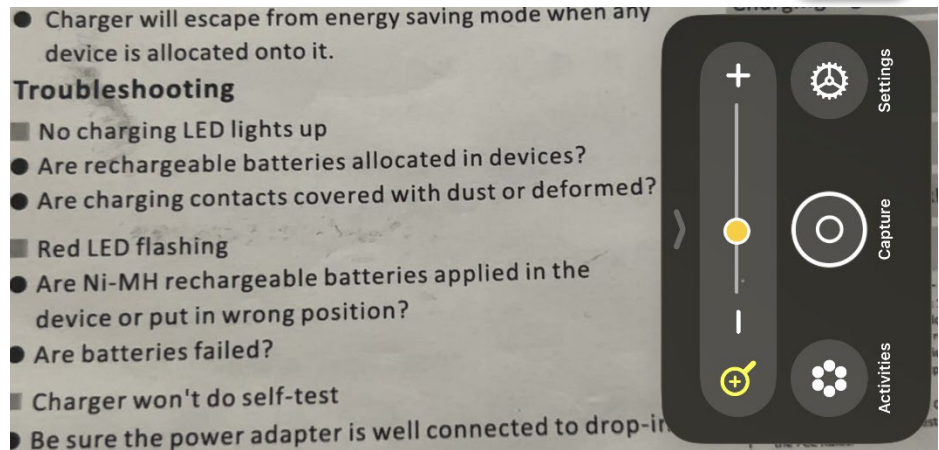 Charger will escape from energy saving mode when any
device is allocated onto it.
Troubleshooting
No charging LED lights up
Are rechargeable batteries allocated in devices?
Are charging contacts covered with dust or deformed?
Red LED flashing
Are Ni-MH rechargeable batteries applied in the
device or put in wrong position?
Are batteries failed?
Charger won't do self-test
Be sure the power adapter is well connected to drop-in
Settings
Capture
Activities